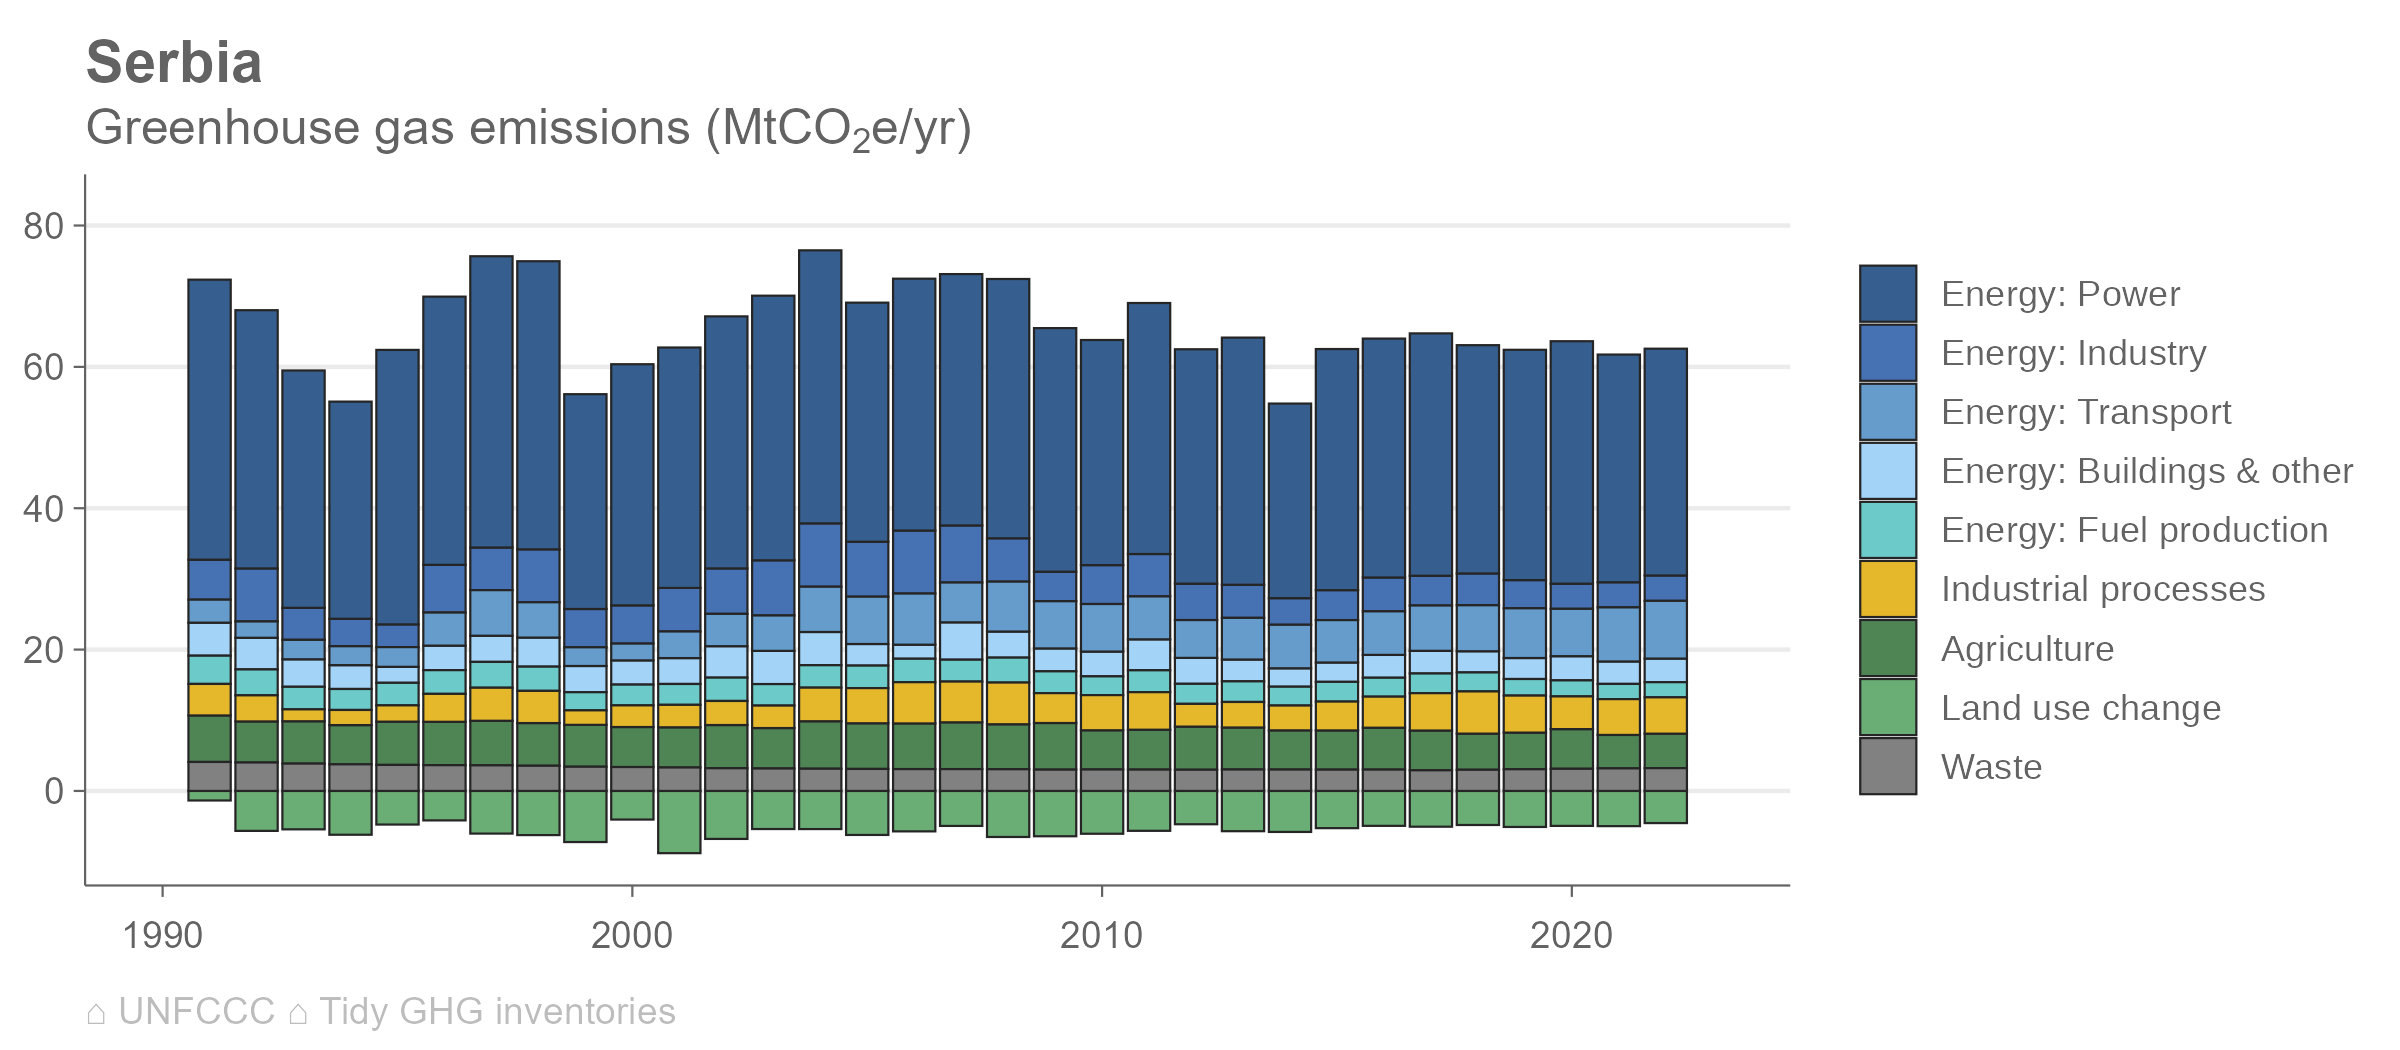 Serbia
Greenhouse gas emissions (MtCO₂e/yr)
80
60
40
20
0
1990 2000 2010 2020
Energy: Power
Energy: Industry
Energy: Transport
Energy: Buildings & other
Energy: Fuel production
Industrial processes
Agriculture
Land use change
Waste
⌂ UNFCCC ⌂ Tidy GHG inventories